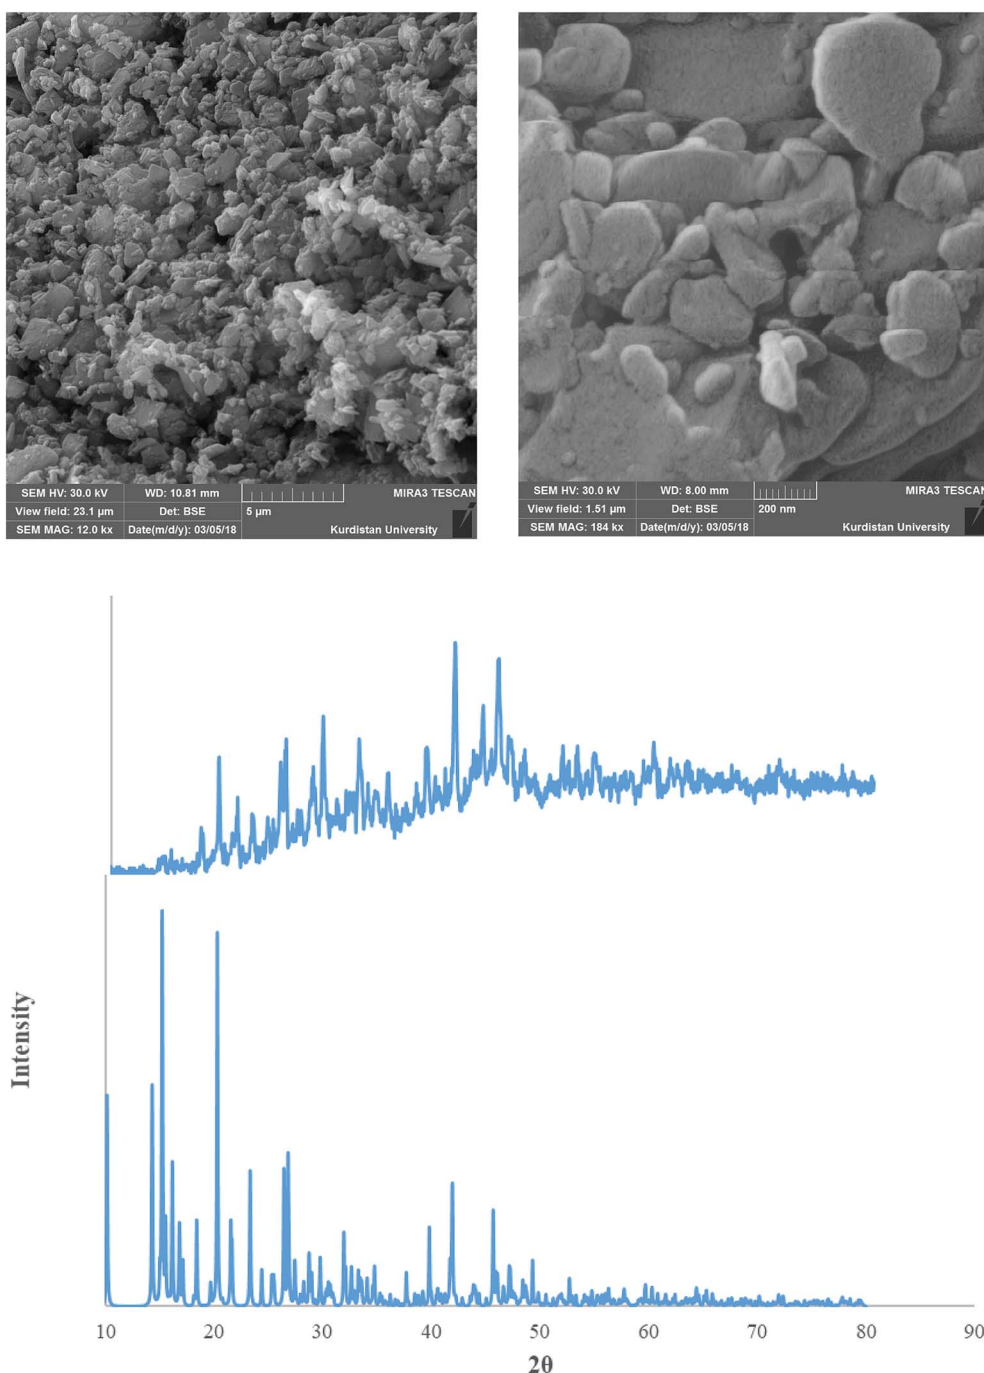 SEM HV: 30.0 kV WD: 10.81 mm MIRA3 TESCAN
View field: 23.1 µm Det: BSE 5 µm
SEM MAG: 12.0 kx Date(m/d/y): 03/05/18 Kurdistan University
SEM HV: 30.0 kV WD: 8.00 mm MIRA3 TESCAN
View field: 1.51 µm Det: BSE 200 nm
SEM MAG: 184 kx Date(m/d/y): 03/05/18 Kurdistan University
Intensity
10 20 30 40 50 60 70 80 90
2θ